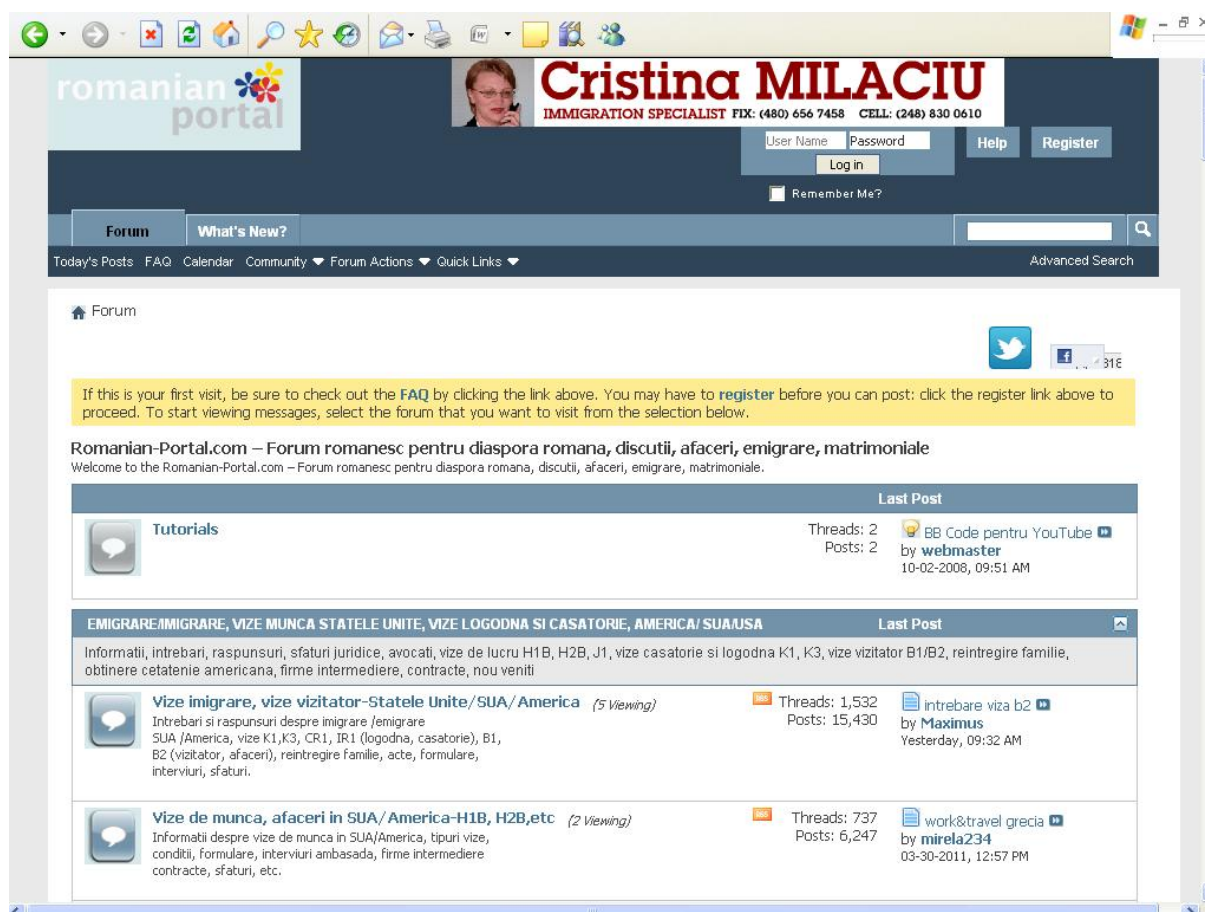 romanian
portal
Cristina MILACIU
IMMIGRATION SPECIALIST FIX: (480) 656 7458 CELL: (248) 830 0610
User Name Password
Help Register
Log in
Remember Me?
Forum What's New?
Today's Posts FAQ Calendar Community Forum Actions Quick Links Advanced Search
Forum
318
If this is your first visit, be sure to check out the FAQ by clicking the link above. You may have to register before you can post: click the register link above to
proceed. To start viewing messages, select the forum that you want to visit from the selection below.
Romanian-Portal.com – Forum romanesc pentru diaspora romana, discutii, afaceri, emigrare, matrimoniale
Welcome to the Romanian-Portal.com – Forum romanesc pentru diaspora romana, discutii, afaceri, emigrare, matrimoniale.
Last Post
Tutorials Threads: 2 BB Code pentru YouTube
Posts: 2 by webmaster
10-02-2008, 09:51 AM
EMIGRARE/IMIGRARE, VIZE MUNCA STATELE UNITE, VIZE LOGODNA SI CASATORIE, AMERICA/ SUA/USA Last Post
Informatii, intrebari, raspunsuri, sfaturi juridice, avocati, vize de lucru H1B, H2B, J1, vize casatorie si logodna K1, K3, vize vizitator B1/B2, reintregire familie,
obtinere cetatenie americana, firme intermediere, contracte, nou veniti
Vize imigrare, vize vizitator-Statele Unite/SUA/America (5 Viewing) Threads: 1,532 intrebare viza b2
Intrebari si raspunsuri despre imigrare /emigrare Posts: 15,430 by Maximus
SUA /America, vize K1,K3, CR1, IR1 (logodna, casatorie), B1, Yesterday, 09:32 AM
B2 (vizitator, afaceri), reintregire familie, acte, formulare,
interviuri, sfaturi.
Vize de munca, afaceri in SUA/America-H1B, H2B,etc (2 Viewing) Threads: 737 work&travel grecia
Informatii despre vize de munca in SUA/America, tipuri vize, Posts: 6,247 by mirela234
conditii, formulare, interviuri ambasada, firme intermediere 03-30-2011, 12:57 PM
contracte, sfaturi, etc.